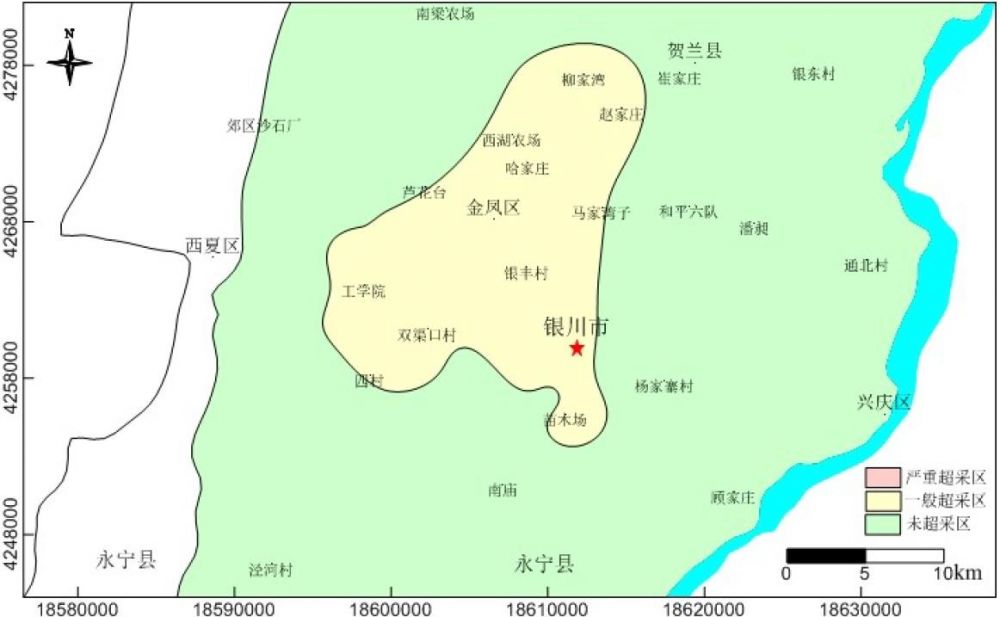 南梁农场
N
贺兰县
柳家湾
崔家庄
银东村
4278000
赵家庄
郊区沙石厂
西湖农场
哈家庄
芦花台
金凤区
马家湾子
和平六队
4268000
潘昶
西夏区
通北村
银丰村
工学院
银川市
双渠口村
4258000
四村
杨家寨村
兴庆区
苗木场
严重超采区
南庙
顾家庄
一般超采区
未超采区
4248000
永宁县
泾河村
永宁县
0
5
10km
18580000
18590000
18600000
18610000
18620000
18630000